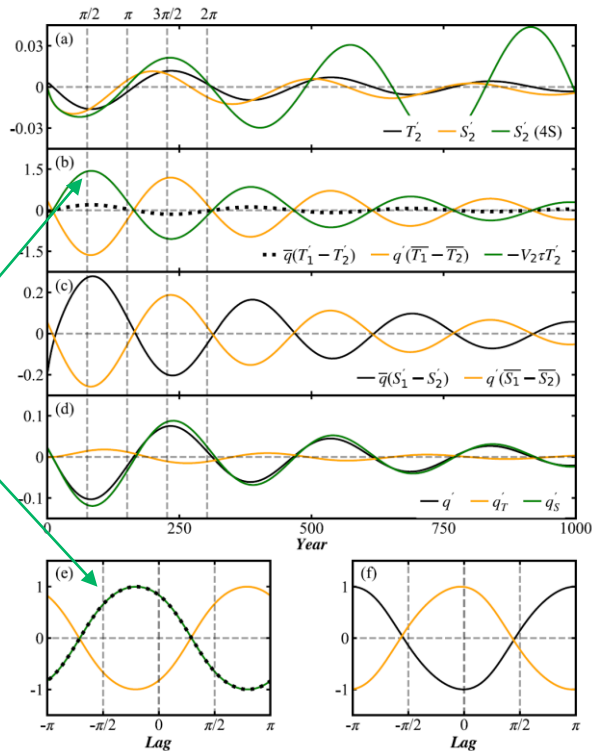 π/2 π 3π/2 2π
(a)
0.03
0
-0.03
T₂′ S₂′ S₂′ (4S)
(b)
1.5
0
-1.5
q̅(T₁′ − T₂′) q′(T̅₁̅ − T̅₂̅) −V₂τT₂′
(c)
0.2
0
-0.2
q̅(S₁′ − S₂′) q′(S̅₁̅ − S̅₂̅)
(d)
0.1
0
-0.1
q′ q′_T q′_S
0 250 500 750 1000
Year
(e) (f)
1 1
0 0
-1 -1
-π -π/2 0 π/2 π -π -π/2 0 π/2 π
Lag Lag